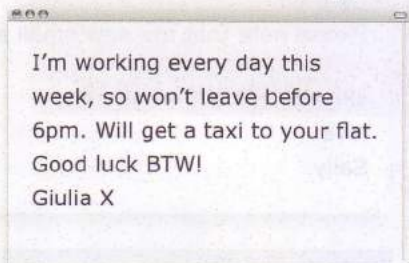 I'm working every day this
week, so won't leave before
6pm. Will get a taxi to your flat.
Good luck BTW!
Giulia X